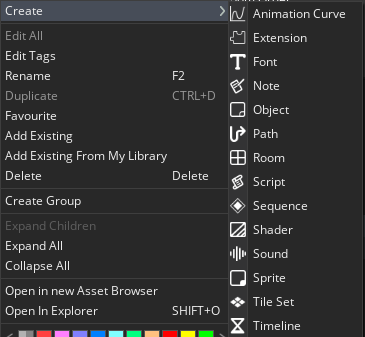 Create
Edit All
Edit Tags
Rename F2
Duplicate CTRL+D
Favourite
Add Existing
Add Existing From My Library
Delete Delete
Create Group
Expand Children
Expand All
Collapse All
Open in new Asset Browser
Open In Explorer SHIFT+O
Animation Curve
Extension
Font
Note
Object
Path
Room
Script
Sequence
Shader
Sound
Sprite
Tile Set
Timeline